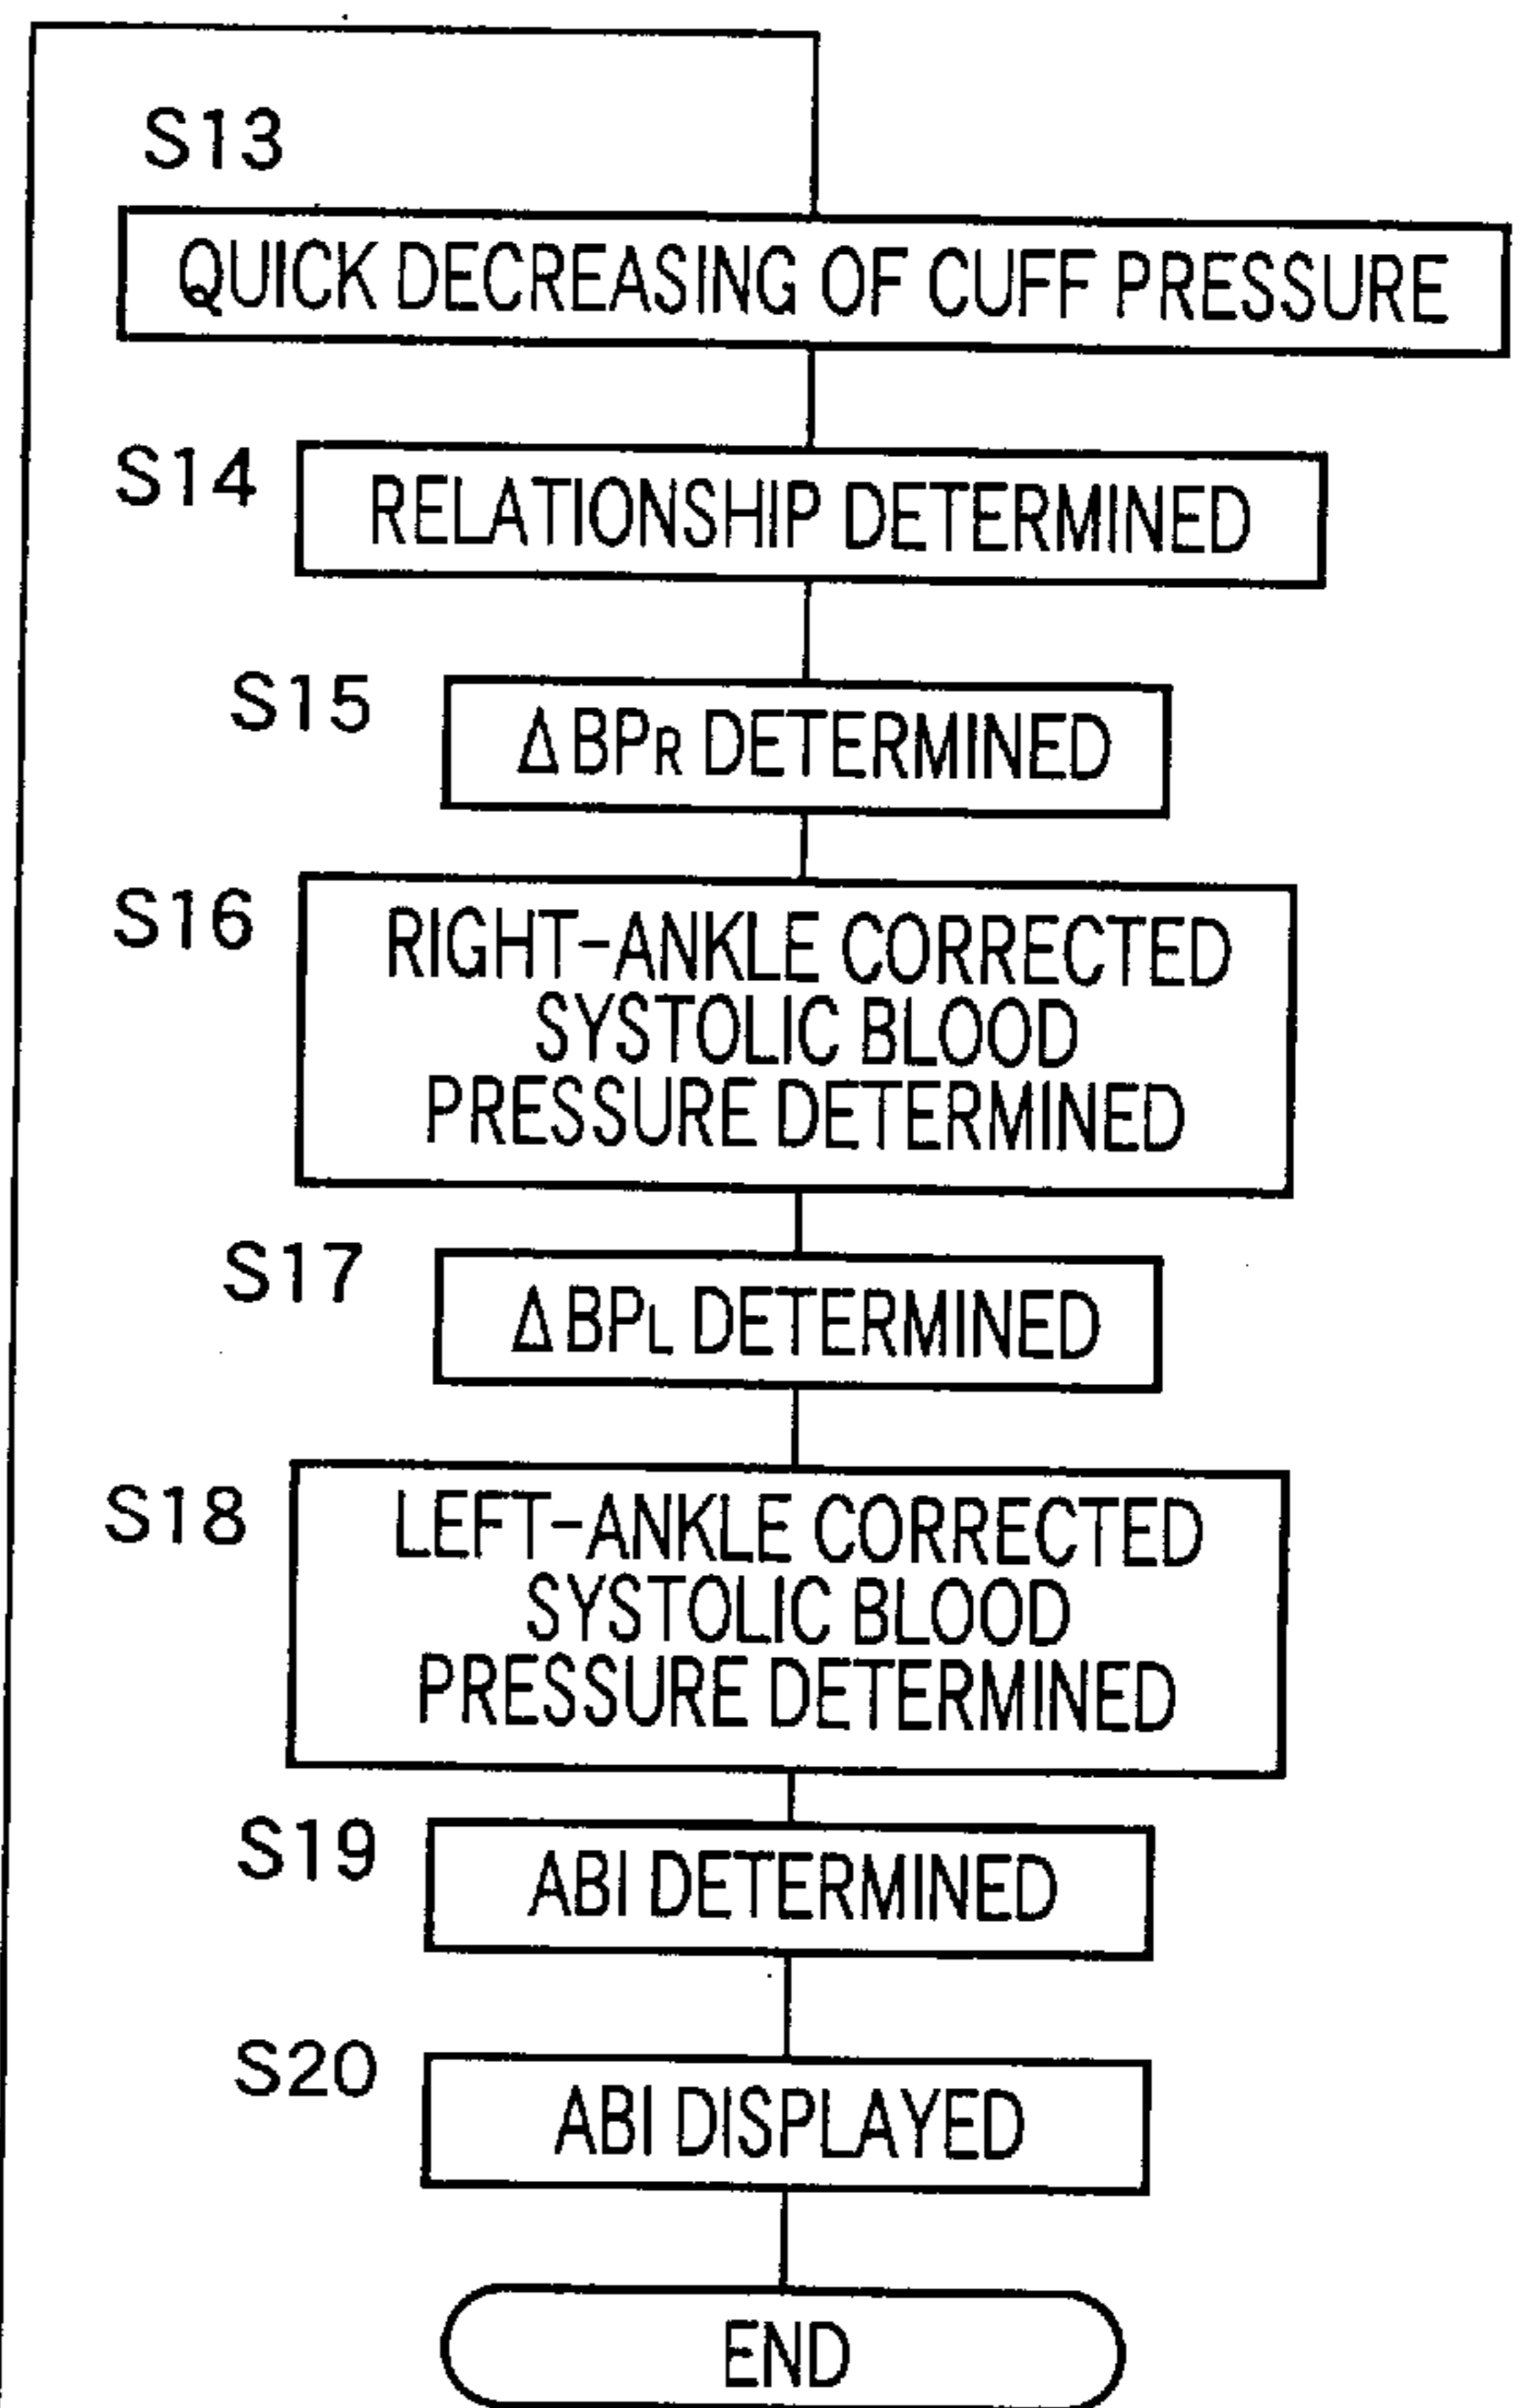 S13
QUICK DECREASING OF CUFF PRESSURE
S14
RELATIONSHIP DETERMINED
S15
ΔBPR DETERMINED
S16
RIGHT-ANKLE CORRECTED
SYSTOLIC BLOOD
PRESSURE DETERMINED
S17
ΔBPL DETERMINED
S18
LEFT-ANKLE CORRECTED
SYSTOLIC BLOOD
PRESSURE DETERMINED
S19
ABI DETERMINED
S20
ABI DISPLAYED
END